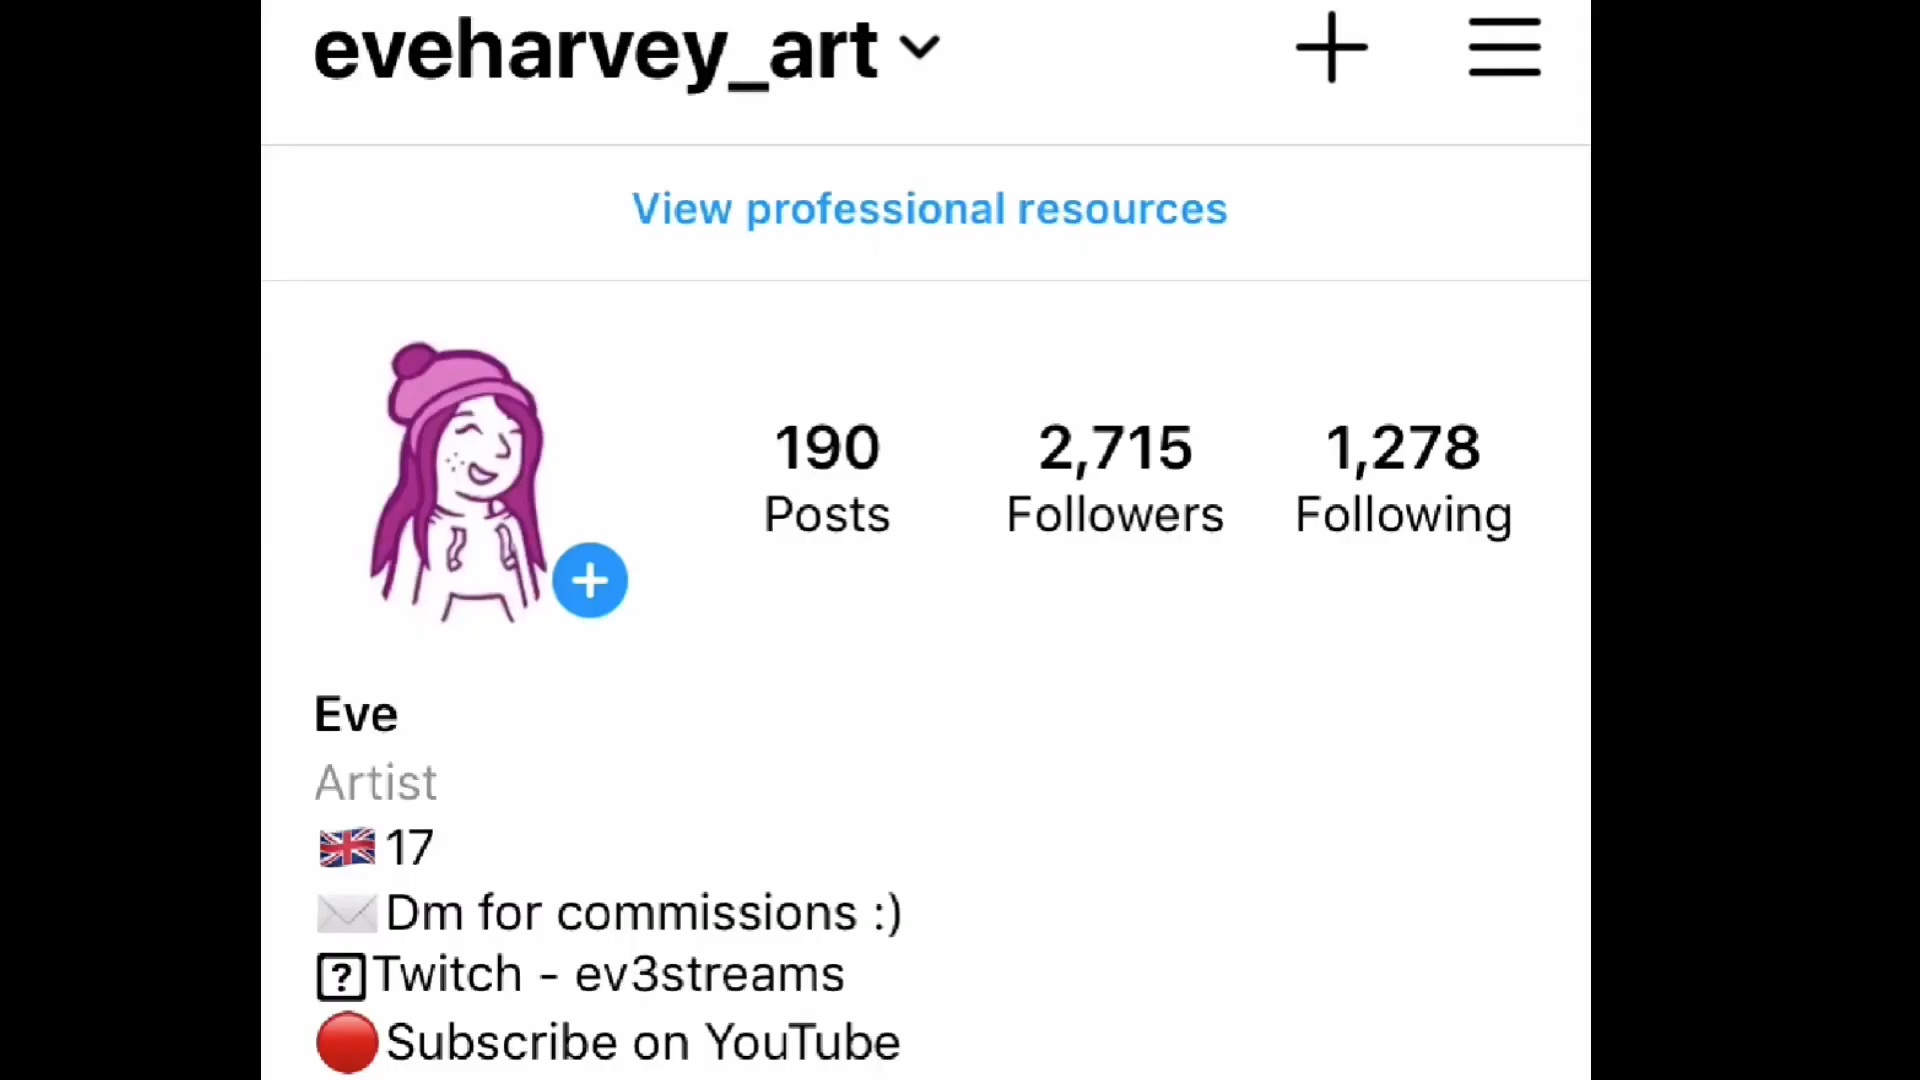 eveharvey_art
View professional resources
190 2,715 1,278
Posts Followers Following
Eve
Artist
🇬🇧17
✉️Dm for commissions :)
?Twitch - ev3streams
🔴Subscribe on YouTube